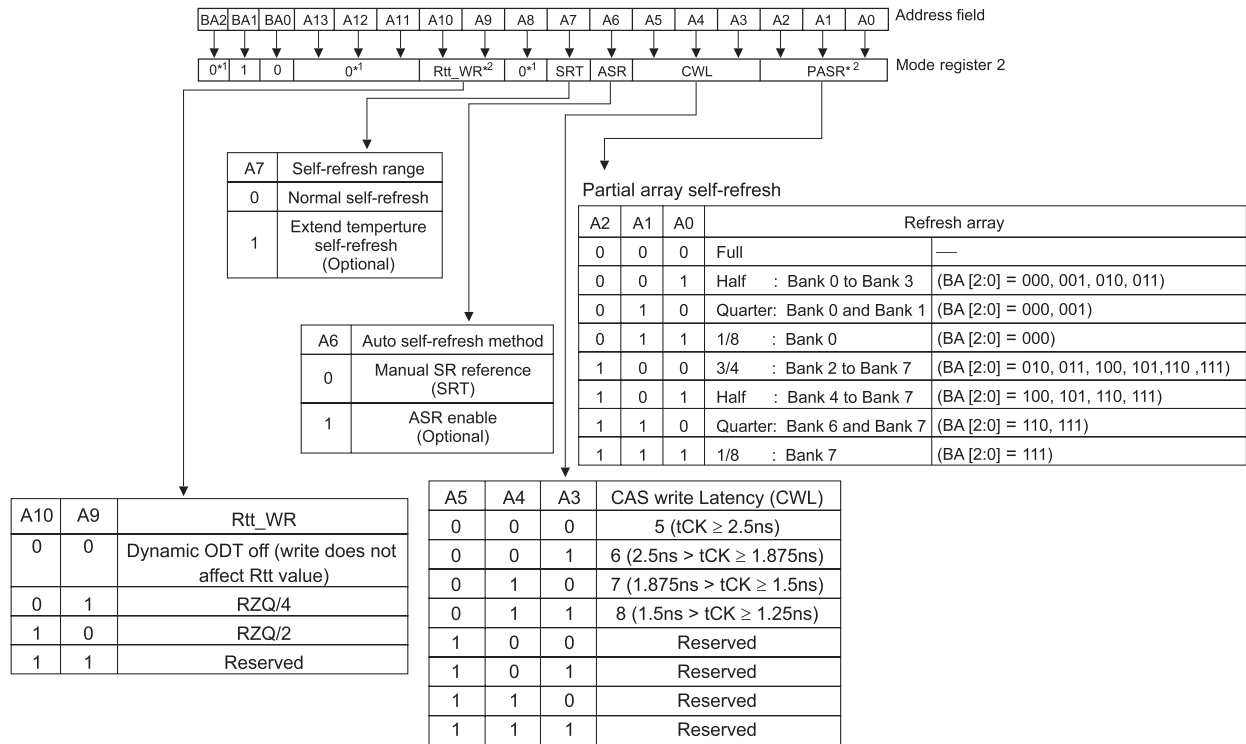 BA2 BA1 BA0 A13 A12 A11 A10 A9 A8 A7 A6 A5 A4 A3 A2 A1 A0 Address field
0*1 1 0 0*1 Rtt_WR*2 0*1 SRT ASR CWL PASR*2 Mode register 2
A7 Self-refresh range
0 Normal self-refresh
1 Extend temperture
self-refresh
(Optional)
Partial array self-refresh
A2 A1 A0 Refresh array
0 0 0 Full —
0 0 1 Half : Bank 0 to Bank 3 (BA [2:0] = 000, 001, 010, 011)
0 1 0 Quarter: Bank 0 and Bank 1 (BA [2:0] = 000, 001)
0 1 1 1/8 : Bank 0 (BA [2:0] = 000)
1 0 0 3/4 : Bank 2 to Bank 7 (BA [2:0] = 010, 011, 100, 101,110 ,111)
1 0 1 Half : Bank 4 to Bank 7 (BA [2:0] = 100, 101, 110, 111)
1 1 0 Quarter: Bank 6 and Bank 7 (BA [2:0] = 110, 111)
1 1 1 1/8 : Bank 7 (BA [2:0] = 111)
A6 Auto self-refresh method
0 Manual SR reference
(SRT)
1 ASR enable
(Optional)
A10 A9 Rtt_WR
0 0 Dynamic ODT off (write does not
affect Rtt value)
0 1 RZQ/4
1 0 RZQ/2
1 1 Reserved
A5 A4 A3 CAS write Latency (CWL)
0 0 0 5 (tCK ≥ 2.5ns)
0 0 1 6 (2.5ns > tCK ≥ 1.875ns)
0 1 0 7 (1.875ns > tCK ≥ 1.5ns)
0 1 1 8 (1.5ns > tCK ≥ 1.25ns)
1 0 0 Reserved
1 0 1 Reserved
1 1 0 Reserved
1 1 1 Reserved